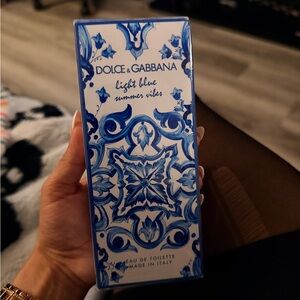 DOLCE & GABBANA
light blue
summer vibes
EAU DE TOILETTE
MADE IN ITALY